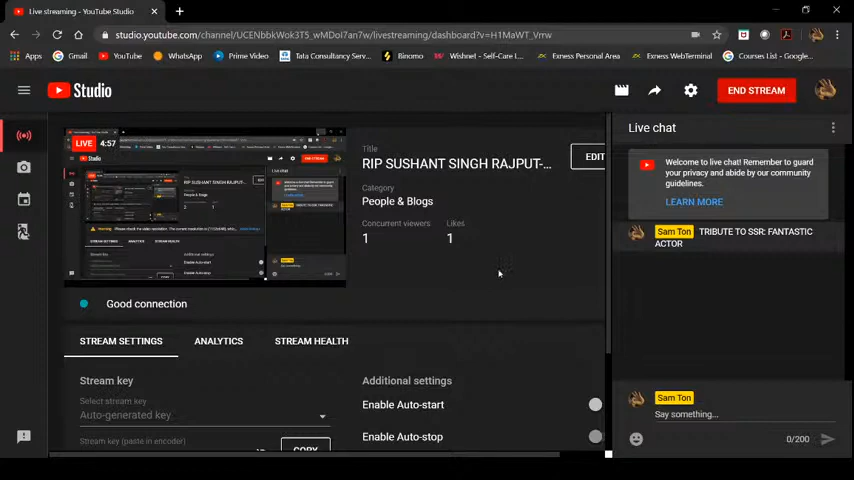 Live streaming - YouTube Studio
studio.youtube.com/channel/UCENbbkWok3T5_wMDoI7an7w/livestreaming/dashboard?v=H1MaWT_Vrrw
Apps Gmail YouTube WhatsApp Prime Video Tata Consultancy Serv... Binomo Wishnet – Self-Care L... Exness Personal Area Exness WebTerminal Courses List - Google...
Studio
END STREAM
LIVE 4:57
Title
RIP SUSHANT SINGH RAJPUT-...
EDIT
Category
People & Blogs
Concurrent viewers Likes
1 1
Good connection
STREAM SETTINGS ANALYTICS STREAM HEALTH
Stream key
Select stream key
Auto-generated key
Stream key (paste in encoder)
COPY
Additional settings
Enable Auto-start
Enable Auto-stop
Live chat
Welcome to live chat! Remember to guard
your privacy and abide by our community
guidelines.
LEARN MORE
Sam Ton TRIBUTE TO SSR: FANTASTIC
ACTOR
Sam Ton
Say something...
0/200